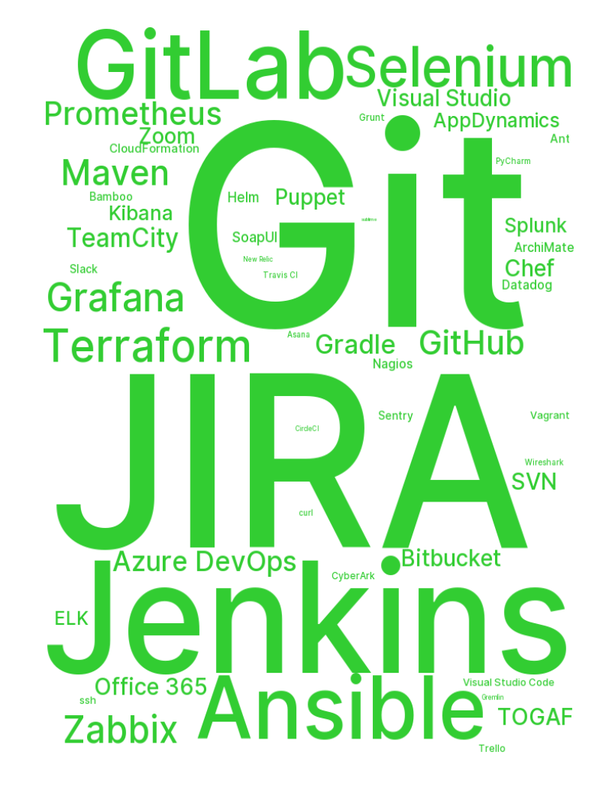 GitLab
Selenium
Visual Studio
Prometheus
Grunt
AppDynamics
Zoom
Ant
CloudFormation
Maven
PyCharm
Bamboo
Helm
Puppet
Git
Kibana
Splunk
TeamCity
SoapUI
ArchiMate
New Relic
Chef
Slack
Travis CI
Datadog
Grafana
Asana
Terraform
Gradle
GitHub
Nagios
JIRA
Sentry
Vagrant
CircleCI
Wireshark
SVN
curl
Azure DevOps
Bitbucket
CyberArk
Jenkins
ELK
Office 365
Visual Studio Code
ssh
Gremlin
Ansible
TOGAF
Zabbix
Trello